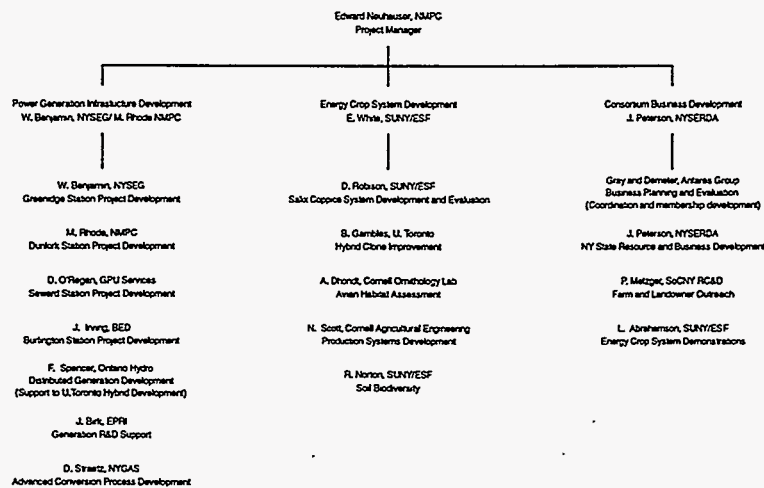 Edward Neuhauser, NMPC
Project Manager
Power Generation Infrastucture Development
W. Benjamin, NYSEG/ M. Rhode NMPC
Energy Crop System Development
E. White, SUNY/ESF
Consortium Business Development
J. Peterson, NYSERDA
W. Benjamin, NYSEG
Greenidge Station Project Development
M. Rhode, NMPC
Dunkirk Station Project Development
D. O'Regan, GPU Services
Seward Station Project Development
J. Irving, BED
Burlington Station Project Development
F. Spencer, Ontario Hydro
Distributed Generation Development
(Support to U.Toronto Hybrid Development)
J. Birk, EPRI
Generation R&D Support
D. Straetz, NYGAS
Advanced Conversion Process Development
D. Robison, SUNY/ESF
Salix Coppice System Development and Evaluation
B. Gambles, U. Toronto
Hybrid Clone Improvement
A. Dhondt, Cornell Ornithology Lab
Avian Habitat Assessment
N. Scott, Cornell Agricultural Engineering
Production Systems Development
R. Norton, SUNY/ESF
Soil Biodiversity
Gray and Demeter, Antares Group
Business Planning and Evaluation
(Coordination and membership development)
J. Peterson, NYSERDA
NY State Resource and Business Development
P. Metzger, SoCNY RC&D
Farm and Landowner Outreach
L. Abrahamson, SUNY/ESF
Energy Crop System Demonstrations